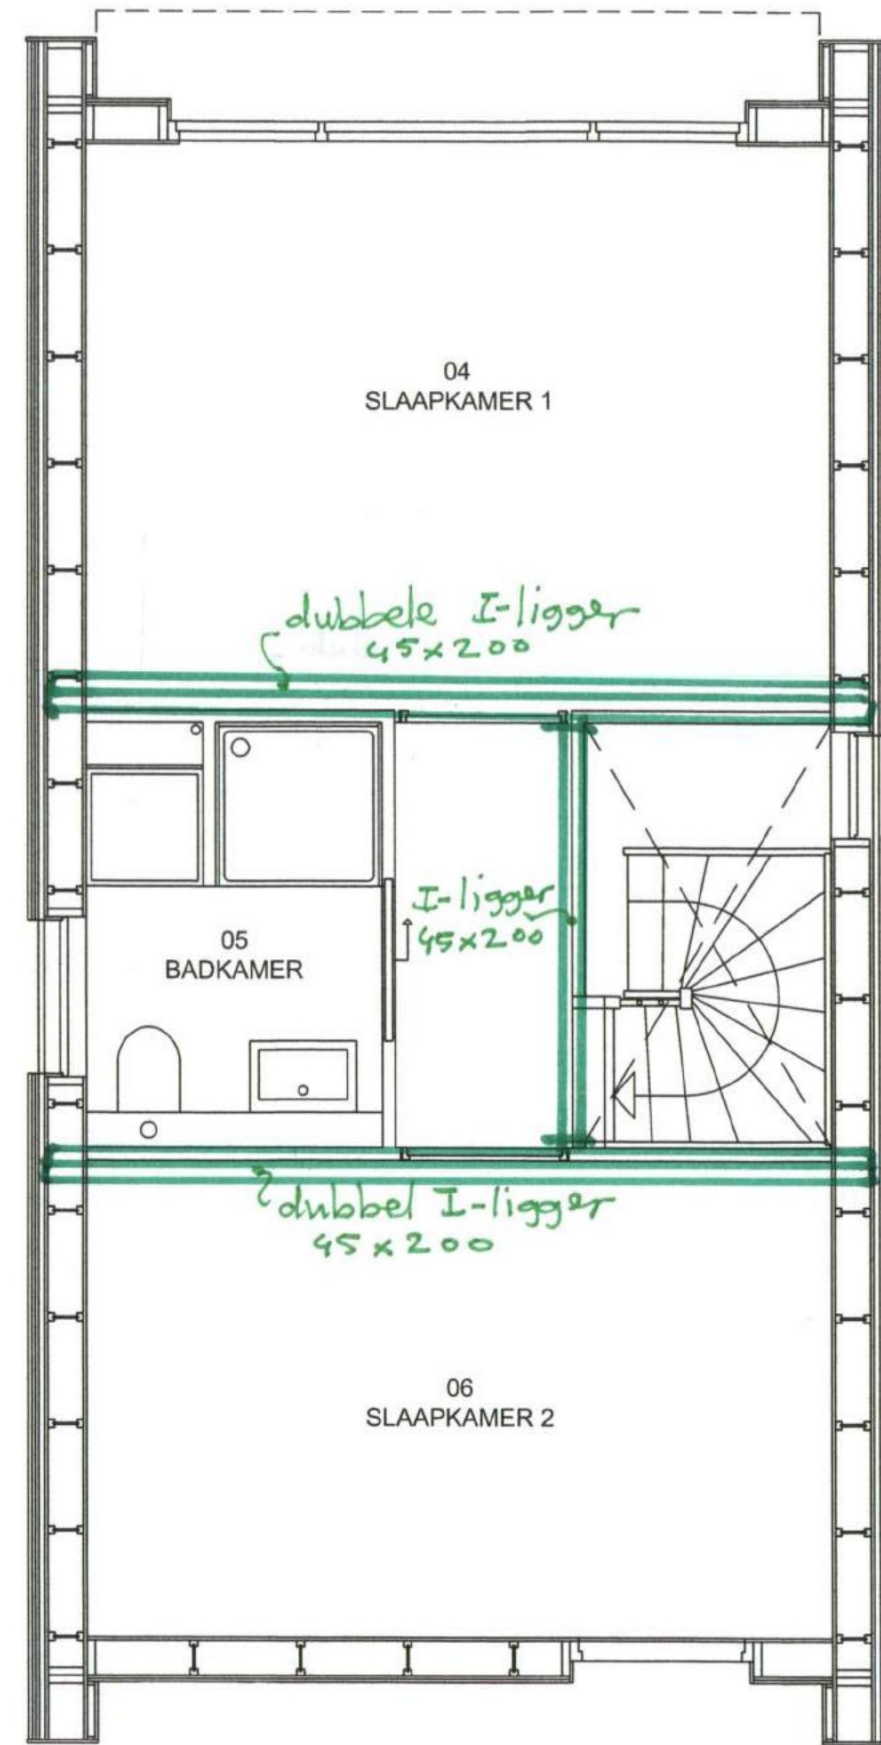 04
SLAAPKAMER 1
dubbele I-ligger
45x200
I-ligger
45x200
05
BADKAMER
dubbel I-ligger
45x200
06
SLAAPKAMER 2